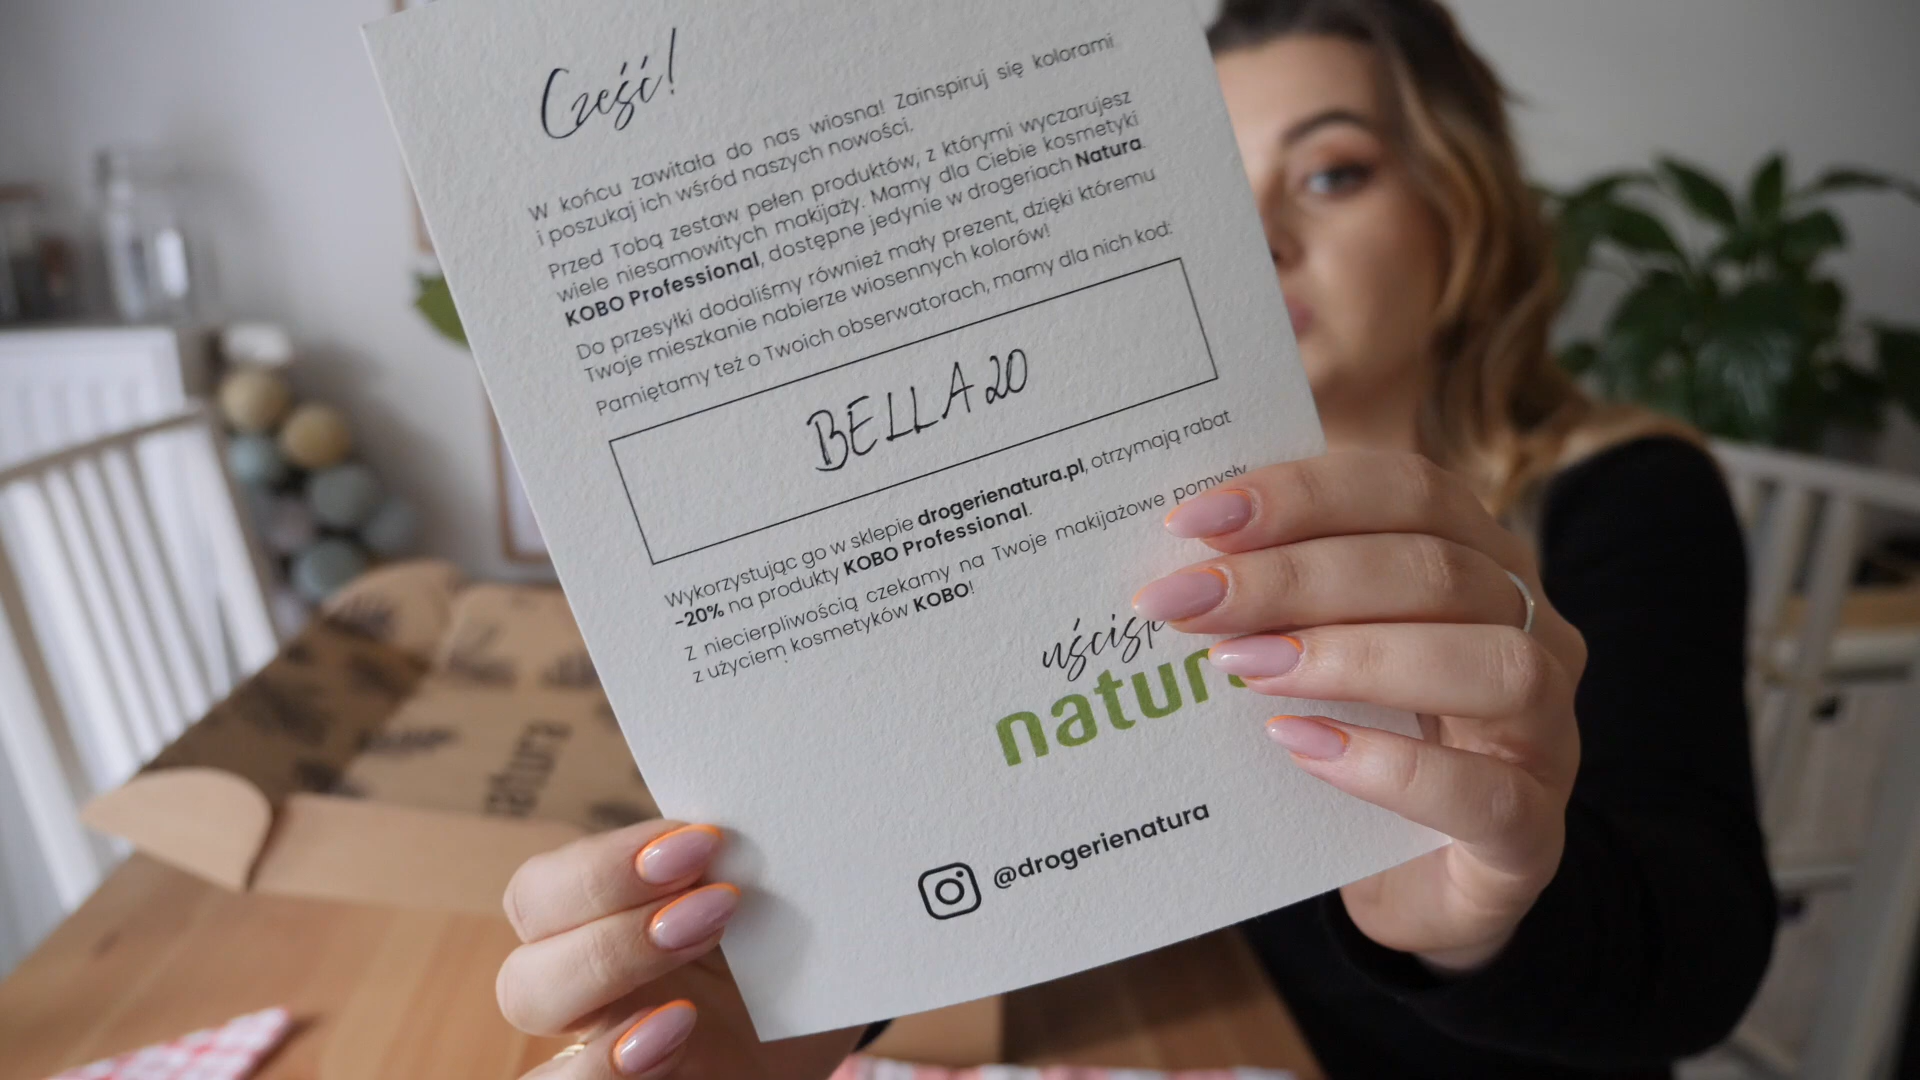 Cześć!
W końcu zawitała do nas wiosna! Zainspiruj się kolorami
i poszukaj ich wśród naszych nowości.
Przed Tobą zestaw pełen produktów, z którymi wyczarujesz
wiele niesamowitych makijaży. Mamy dla Ciebie kosmetyki
KOBO Professional, dostępne jedynie w drogeriach Natura.
Do przesyłki dodaliśmy również mały prezent, dzięki któremu
Twoje mieszkanie nabierze wiosennych kolorów!
Pamiętamy też o Twoich obserwatorach, mamy dla nich kod:
BELLA20
Wykorzystując go w sklepie drogerienatura.pl, otrzymają rabat
-20% na produkty KOBO Professional.
Z niecierpliwością czekamy na Twoje makijażowe pomysły
z użyciem kosmetyków KOBO!
natura
@drogerienatura
natura